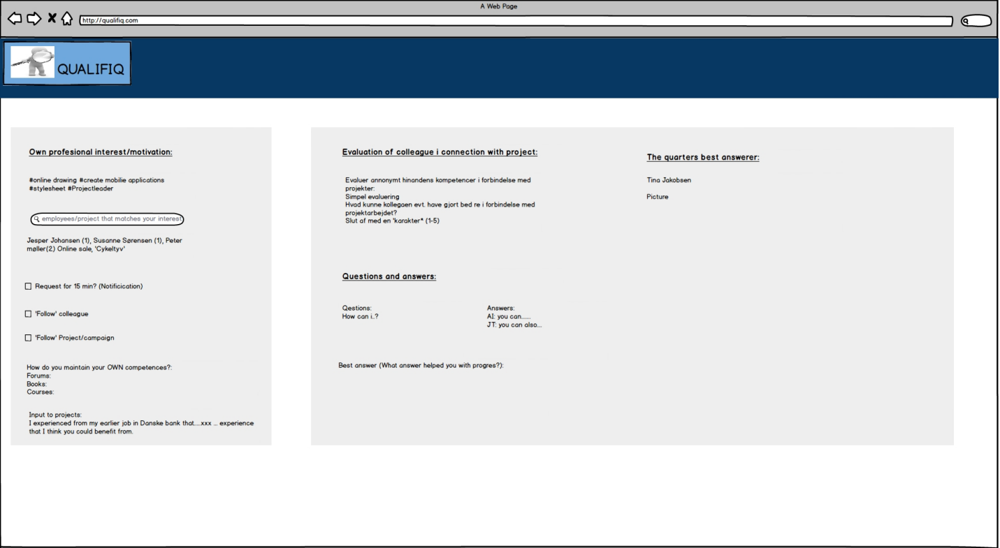 A Web Page
http://qualifiq.com
QUALIFIQ
Own profesional interest/motivation:
#online drawing #create mobilie applications
#stylesheet #Projectleader
employees/project that matches your interest
Jesper Johansen (1), Susanne Sørensen (1), Peter
møller(2) Online sale, 'Cykeltyv'
Request for 15 min? (Notificication)
'Follow' colleague
'Follow' Project/campaign
How do you maintain your OWN competences?:
Forums:
Books:
Courses:
Input to projects:
I experienced from my earlier job in Danske bank that....xxx ... experience
that I think you could benefit from.
Evaluation of colleague i connection with project:
Evaluer annonymt hinandens kompetencer i forbindelse med
projekter:
Simpel evaluering
Hvad kunne kollegaen evt. have gjort bed re i forbindelse med
projektarbejdet?
Slut af med en 'karakter* (1-5)
Questions and answers:
Qestions:
How can i..?
Answers:
AI: you can......
JT: you can also...
Best answer (What answer helped you with progres?):
The quarters best answerer:
Tina Jakobsen
Picture